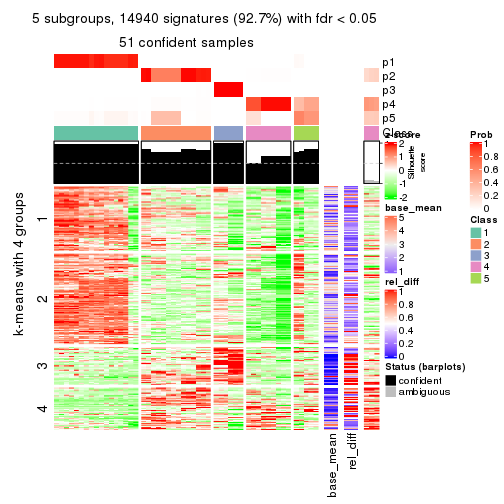 5 subgroups, 14940 signatures (92.7%) with fdr < 0.05
51 confident samples
p1
p2
p3
p4
p5
Class
Silhouette
score
k-means with 4 groups
1
2
3
4
base_mean
rel_diff
z-score
2
1
0
-1
-2
base_mean
5
4
3
2
1
rel_diff
1
0.8
0.6
0.4
0.2
0
Prob
1
0.8
0.6
0.4
0.2
0
Class
1
2
3
4
5
Status (barplots)
confident
ambiguous